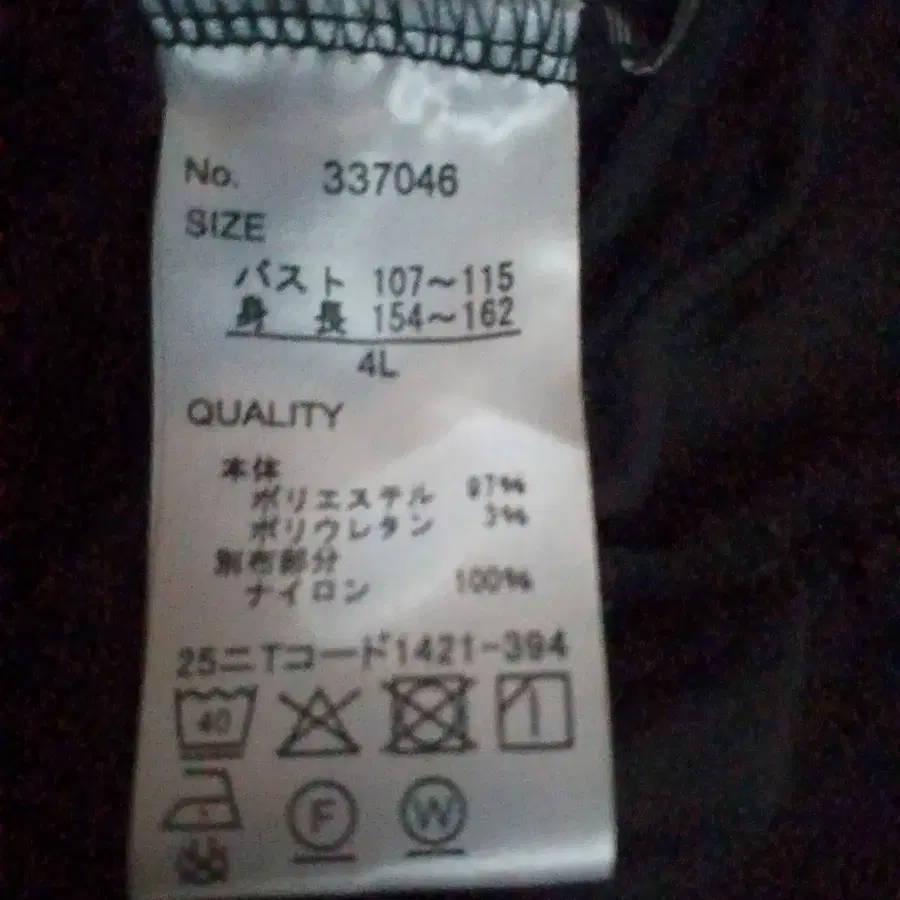 No. 337046
SIZE
バスト 107～115
身 長 154～162
4L
QUALITY
本体
ポリエステル 97%
ポリウレタン 3%
別布部分
ナイロン 100%
25ニTコード1421-394
40
F
W